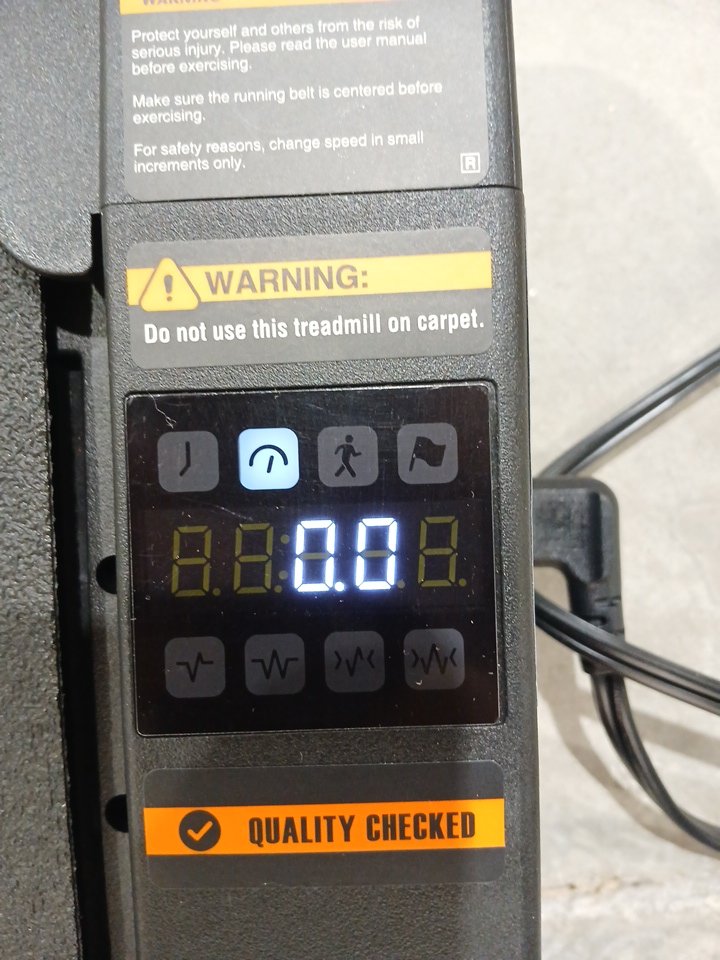 WARNING
Protect yourself and others from the risk of
serious injury. Please read the user manual
before exercising.
Make sure the running belt is centered before
exercising.
For safety reasons, change speed in small
increments only.
R
WARNING:
Do not use this treadmill on carpet.
0.0
QUALITY CHECKED